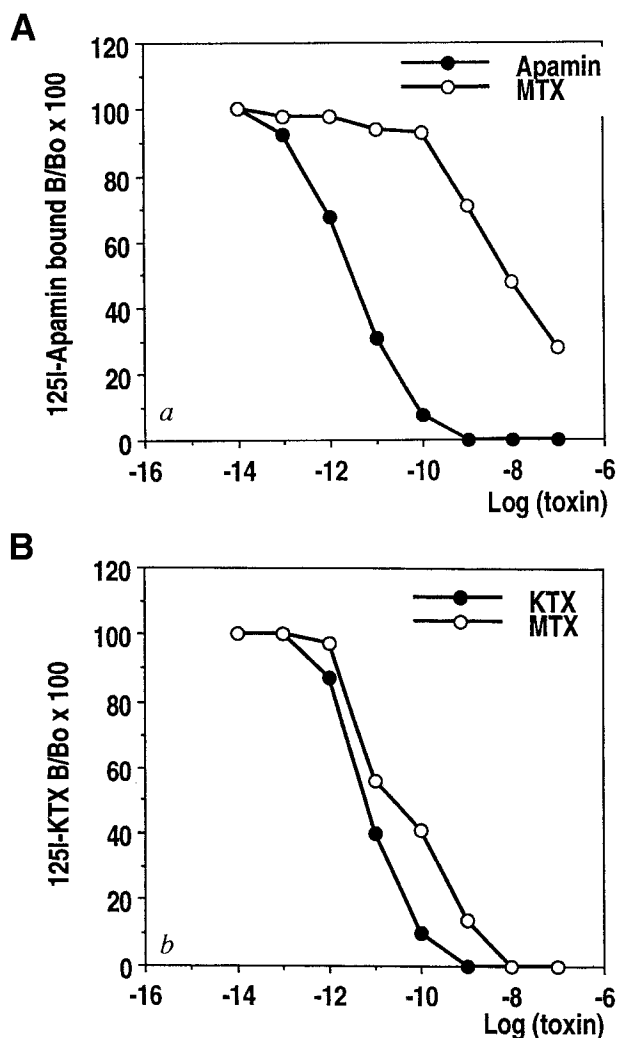 A
120
100
80
60
40
20
0
125I-Apamin bound B/Bo x 100
Apamin
MTX
a
-16 -14 -12 -10 -8 -6
Log (toxin)
B
120
100
80
60
40
20
0
125I-KTX B/Bo x 100
KTX
MTX
b
-16 -14 -12 -10 -8 -6
Log (toxin)